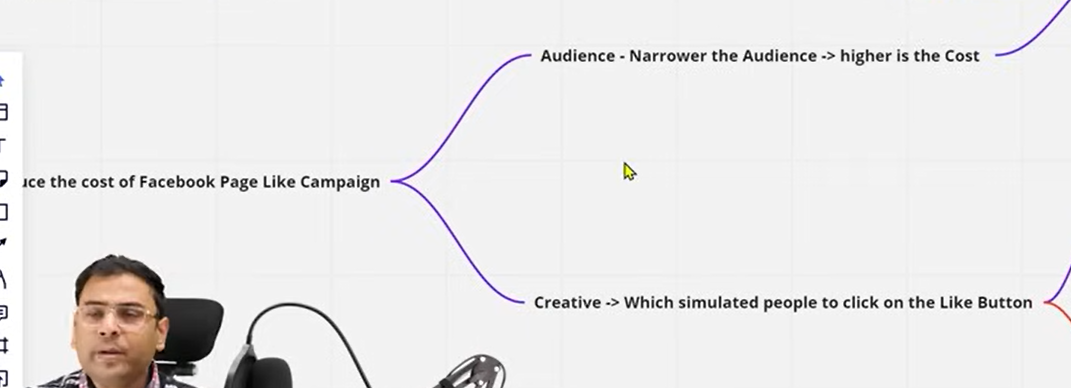 Audience - Narrower the Audience -> higher is the Cost
the cost of Facebook Page Like Campaign
Creative -> Which simulated people to click on the Like Button